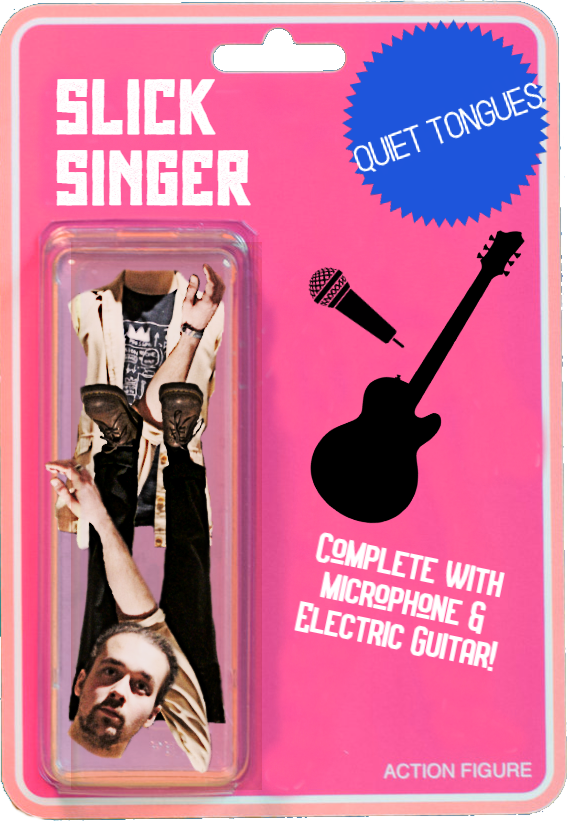 SLICK
SINGER
QUIET TONGUES
COMPLETE WITH
MICROPHONE &
ELECTRIC GUITAR!
ACTION FIGURE